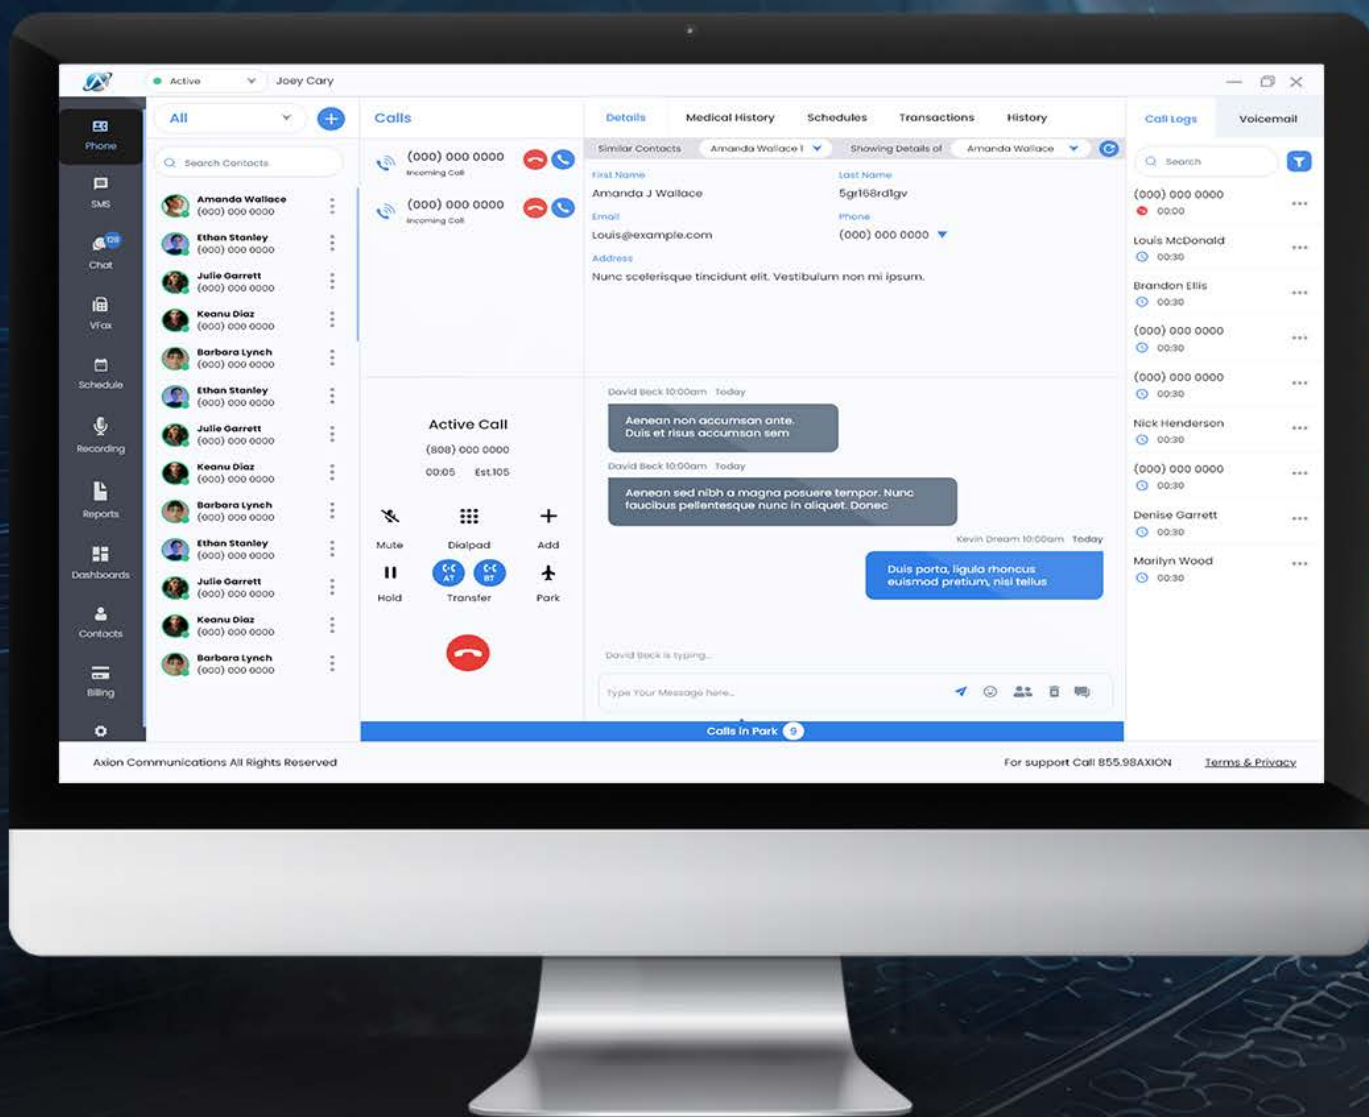 Active
Joey Cary
Phone
SMS
128
Chat
VFax
Schedule
Recording
Reports
Dashboards
Contacts
Billing
All
Search Contacts
Amanda Wallace
(000) 000 0000
Ethan Stanley
(000) 000 0000
Julie Garrett
(000) 000 0000
Keanu Diaz
(000) 000 0000
Barbara Lynch
(000) 000 0000
Ethan Stanley
(000) 000 0000
Julie Garrett
(000) 000 0000
Keanu Diaz
(000) 000 0000
Barbara Lynch
(000) 000 0000
Ethan Stanley
(000) 000 0000
Julie Garrett
(000) 000 0000
Keanu Diaz
(000) 000 0000
Barbara Lynch
(000) 000 0000
Calls
(000) 000 0000
Incoming Call
(000) 000 0000
Incoming Call
Active Call
(808) 000 0000
00:05 Est.105
Mute Dialpad Add
AT BT
Hold Transfer Park
Details Medical History Schedules Transactions History
Similar Contacts Amanda Wallace 1 Showing Details of Amanda Wallace
First Name Last Name
Amanda J Wallace 5gr168rd1gv
Email Phone
Louis@example.com (000) 000 0000
Address
Nunc scelerisque tincidunt elit. Vestibulum non mi ipsum.
David Beck 10:00am Today
Aenean non accumsan ante.
Duis et risus accumsan sem
David Beck 10:00am Today
Aenean sed nibh a magna posuere tempor. Nunc
faucibus pellentesque nunc in aliquet. Donec
Kevin Dream 10:00am Today
Duis porta, ligula rhoncus
euismod pretium, nisi tellus
David Beck is typing...
Type Your Message here...
Calls in Park 9
Call Logs Voicemail
Search
(000) 000 0000
00:00
Louis McDonald
00:30
Brandon Ellis
00:30
(000) 000 0000
00:30
(000) 000 0000
00:30
Nick Henderson
00:30
(000) 000 0000
00:30
Denise Garrett
00:30
Marilyn Wood
00:30
Axion Communications All Rights Reserved
For support Call 855.98AXION Terms & Privacy